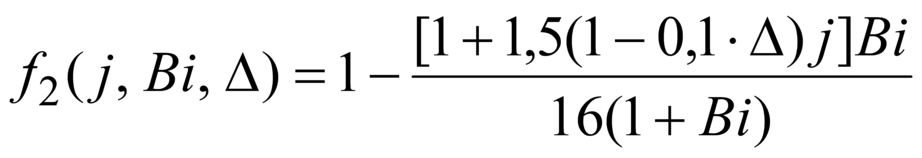 f₂(j, Bi, Δ) = 1 − [1 + 1,5(1 − 0,1 · Δ) j]Bi / 16(1 + Bi)